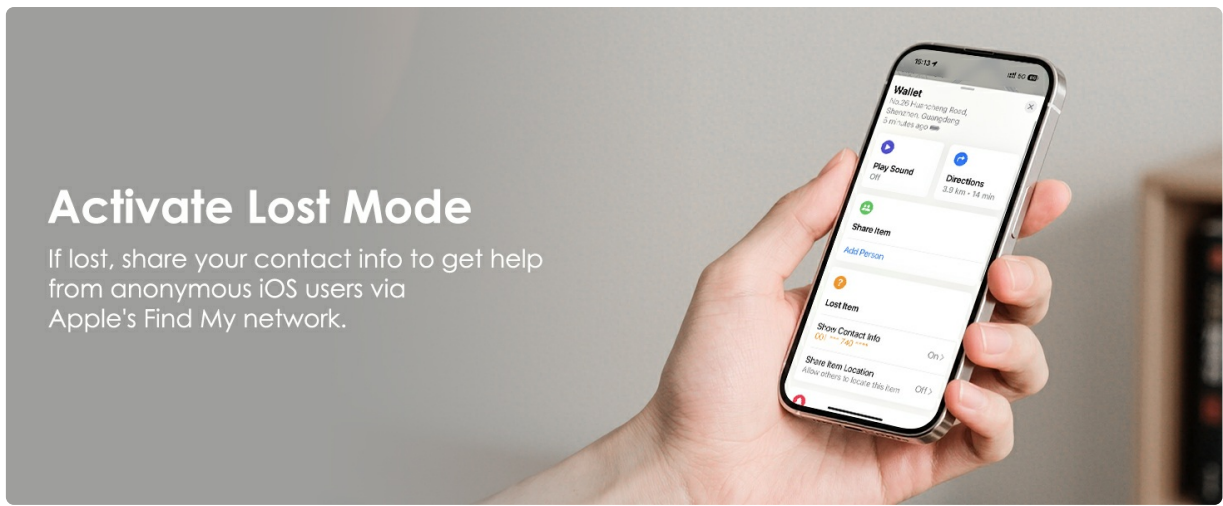 Activate Lost Mode
If lost, share your contact info to get help
from anonymous iOS users via
Apple's Find My network.
15:13
5G
Wallet
No.26 Huancheng Road,
Shenzhen, Guangdong
5 minutes ago
Play Sound
Off
Directions
3.9 km • 14 min
Share Item
Add Person
Lost Item
Show Contact Info
On
Share Item Location
Allow others to locate this item
Off